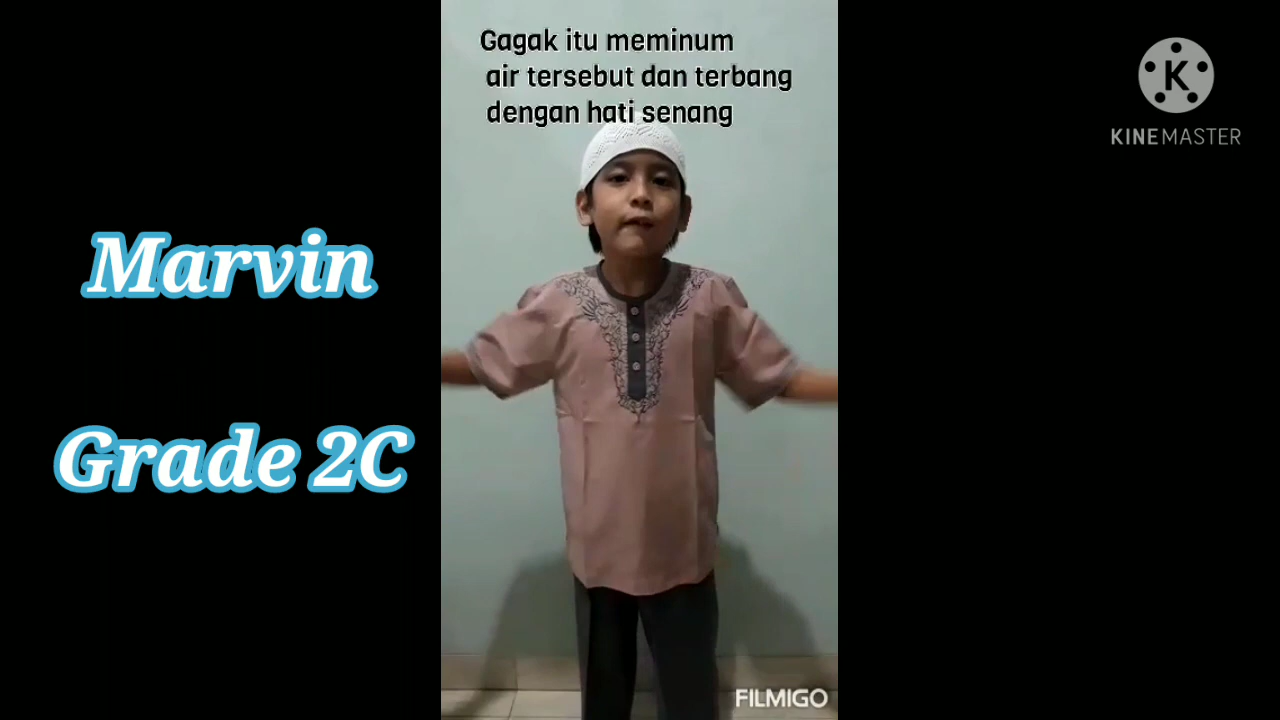 Gagak itu meminum
air tersebut dan terbang
dengan hati senang
Marvin
Grade 2C
K
KINEMASTER
FILMIGO